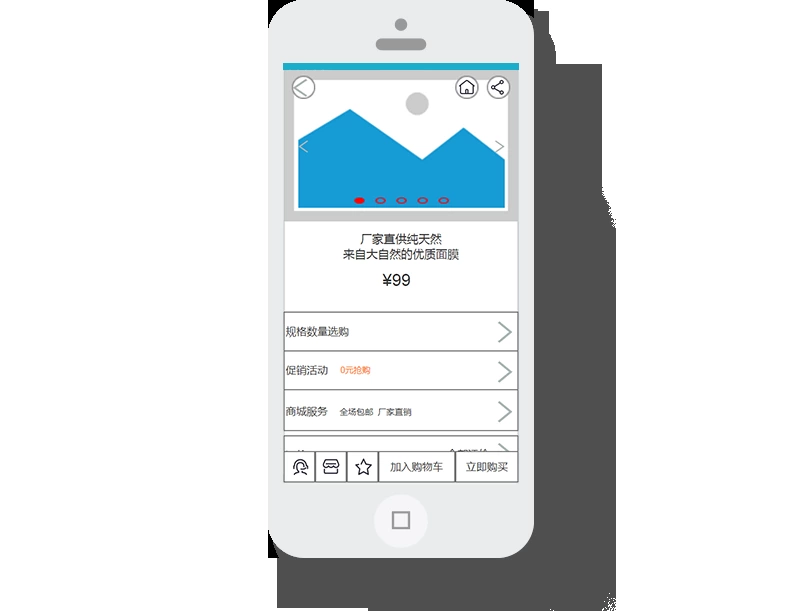 厂家直供纯天然
来自大自然的优质面膜
¥99
规格数量选购
促销活动 0元抢购
商城服务 全场包邮 厂家直销
加入购物车 立即购买